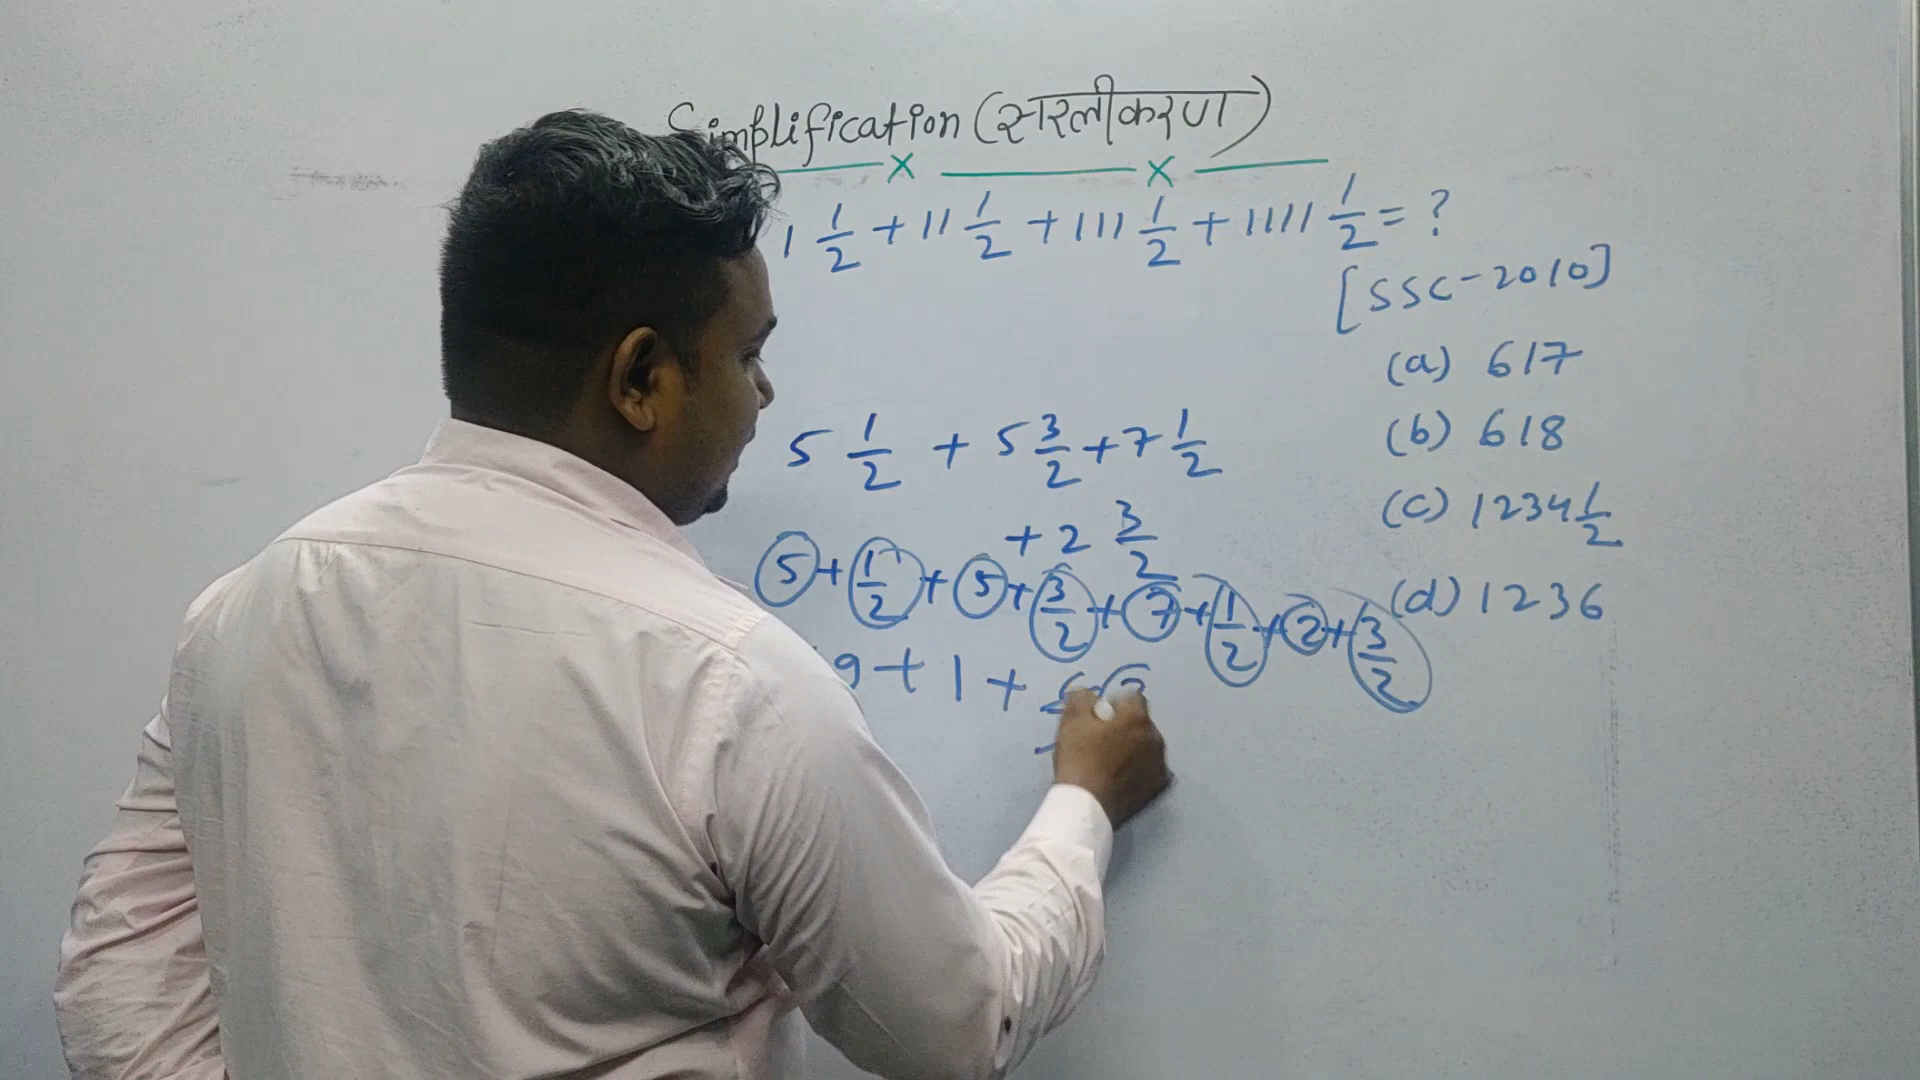 Simplification (सरलीकरण)
1 1/2 + 11 1/2 + 111 1/2 + 1111 1/2 = ?
[SSC-2010]
(a) 617
(b) 618
(c) 1234 1/2
(d) 1236
5 1/2 + 5 3/2 + 7 1/2
+ 2 3/2
5 + 1/2 + 5 + 3/2 + 7 + 1/2 + 2 + 3/2
9 + 1 +